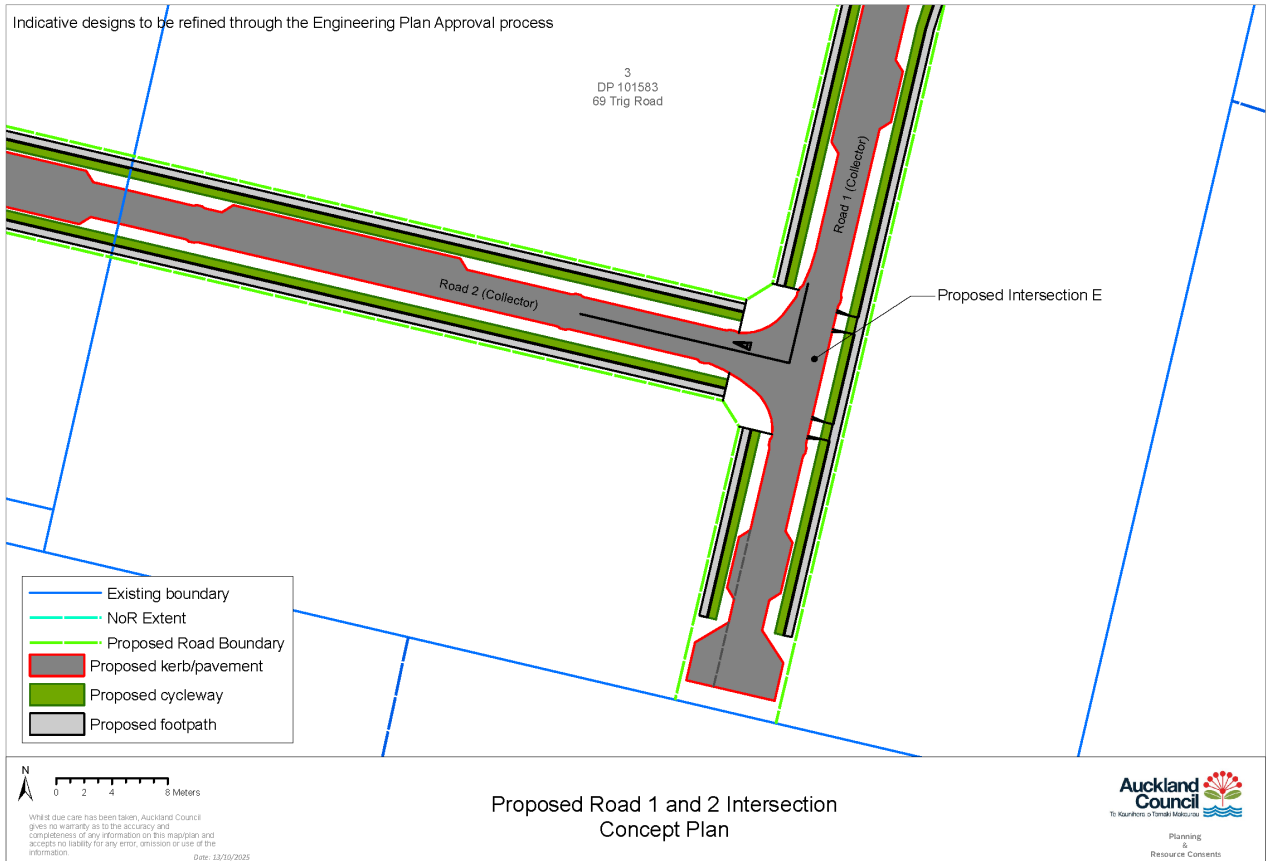 Indicative designs to be refined through the Engineering Plan Approval process
3
DP 101583
69 Trig Road
Road 1 (Collector)
Road 2 (Collector)
Proposed Intersection E
Existing boundary
NoR Extent
Proposed Road Boundary
Proposed kerb/pavement
Proposed cycleway
Proposed footpath
N
0 2 4 8 Meters
Whilst due care has been taken, Auckland Council
gives no warranty as to the accuracy and
completeness of any information on this map/plan and
accepts no liability for any error, omission or use of the
information.
Date: 13/10/2025
Proposed Road 1 and 2 Intersection
Concept Plan
Auckland
Council
Te Kaunihera o Tāmaki Makaurau
Planning
&
Resource Consents